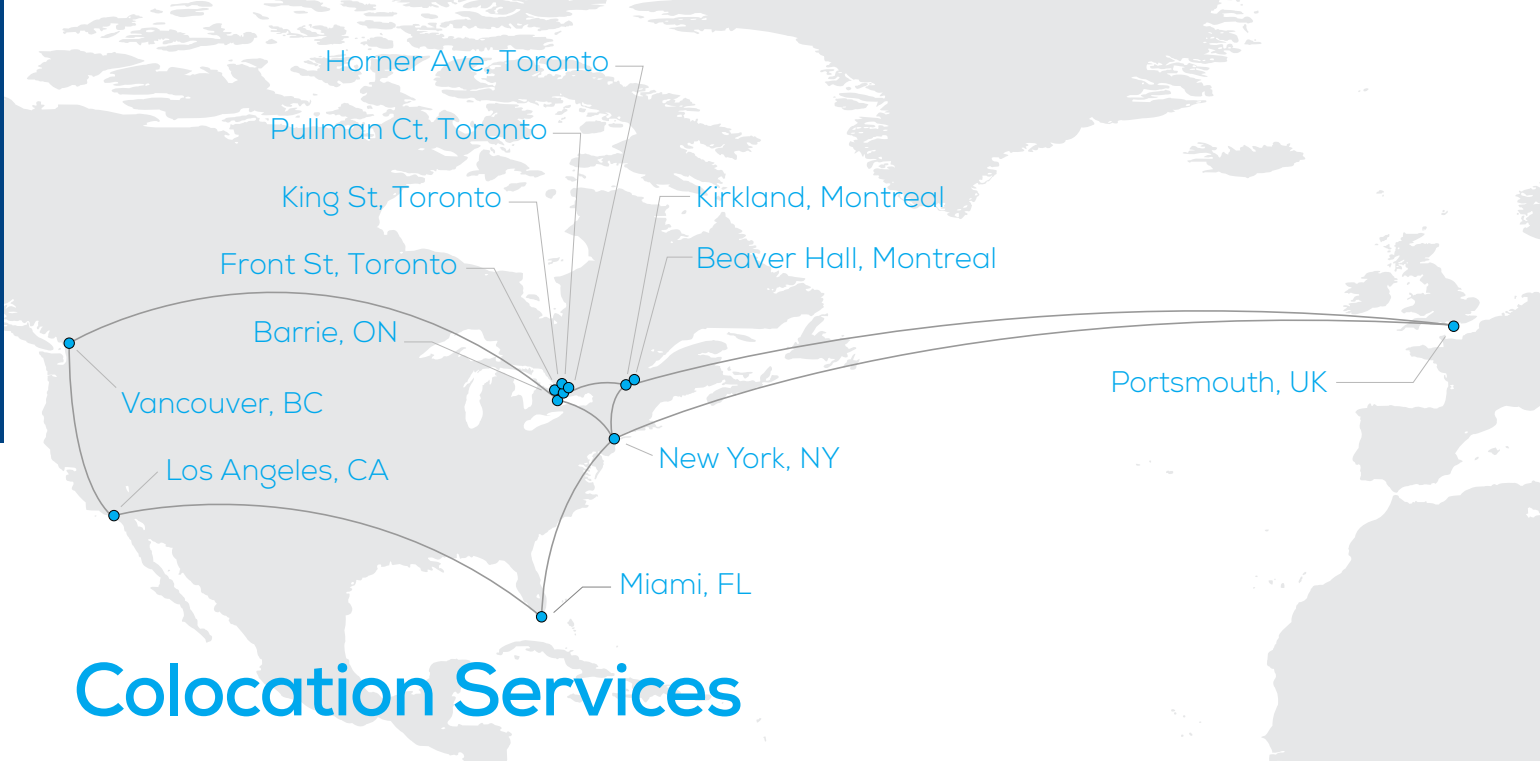 Horner Ave, Toronto
Pullman Ct, Toronto
King St, Toronto
Kirkland, Montreal
Front St, Toronto
Beaver Hall, Montreal
Barrie, ON
Portsmouth, UK
Vancouver, BC
New York, NY
Los Angeles, CA
Miami, FL
Colocation Services